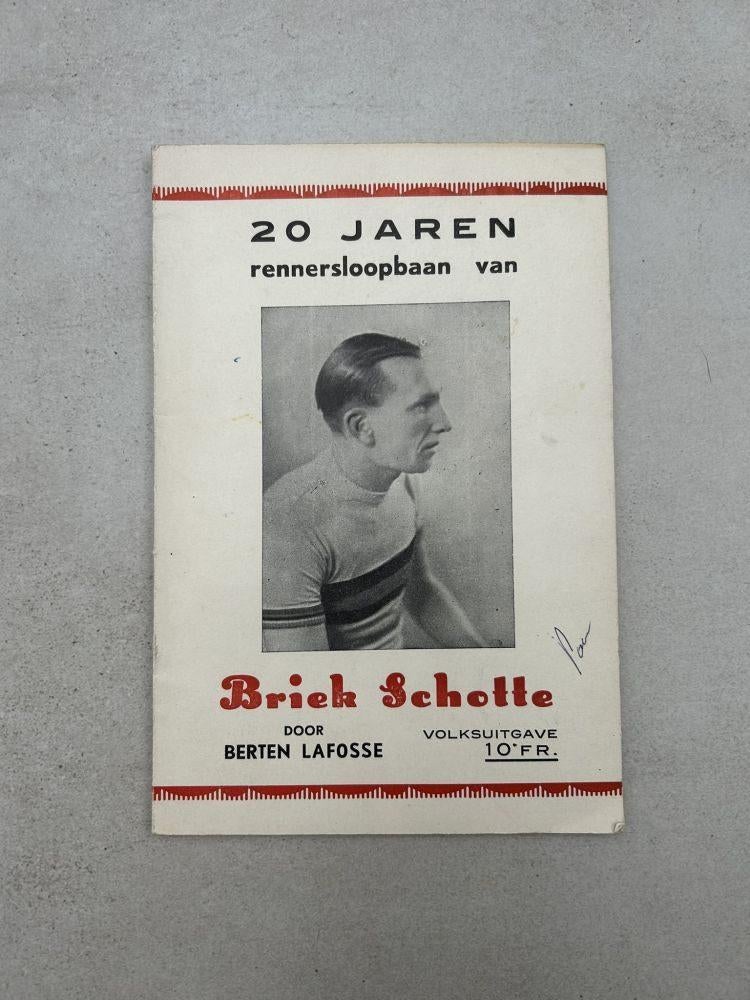 20 JAREN
rennersloopbaan van
Briek Schotte
DOOR
BERTEN LAFOSSE
VOLKSUITGAVE
10 FR.